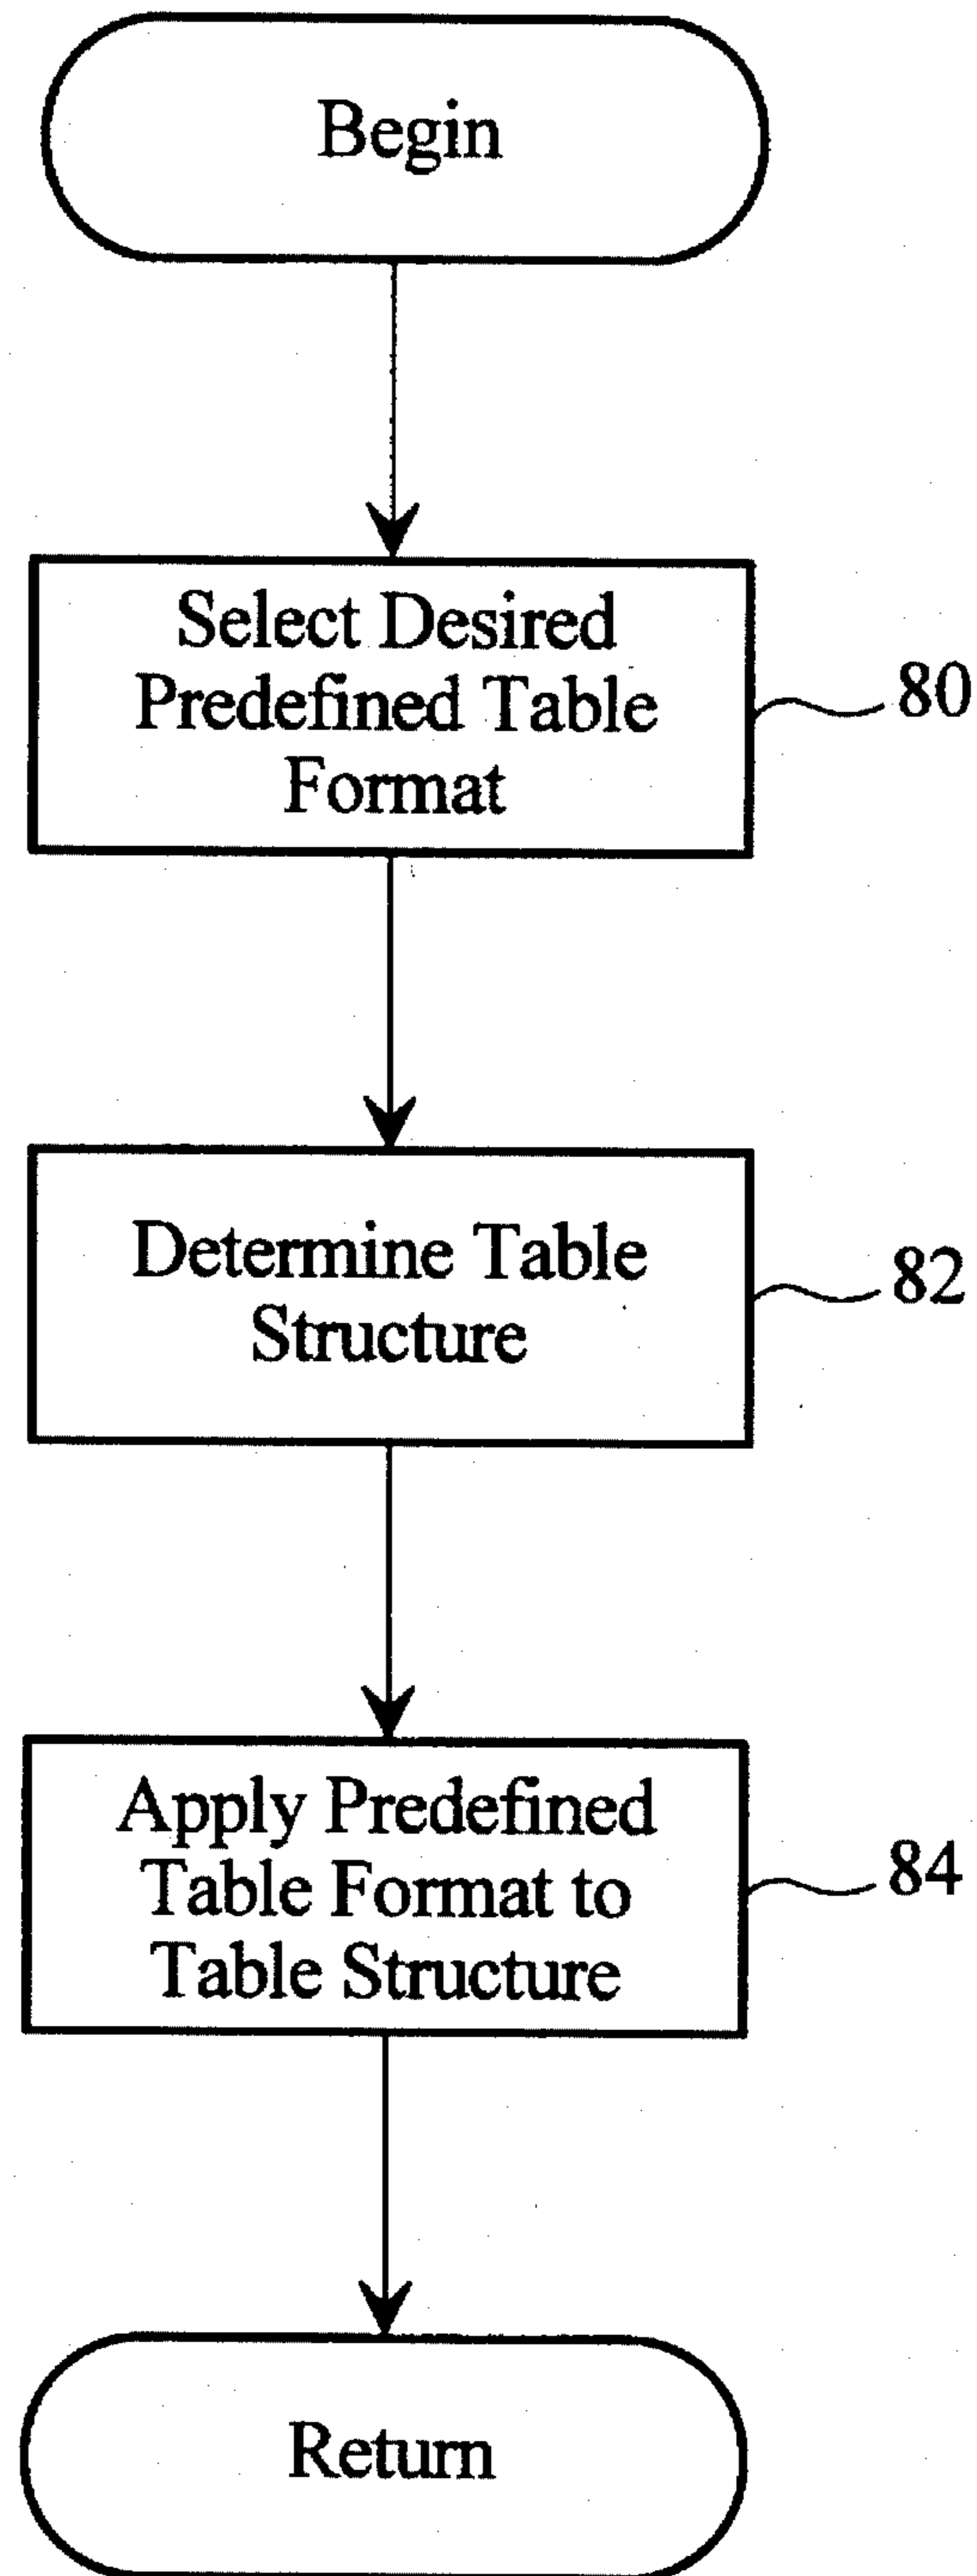 Begin
Select Desired
Predefined Table
Format
80
Determine Table
Structure
82
Apply Predefined
Table Format to
Table Structure
84
Return